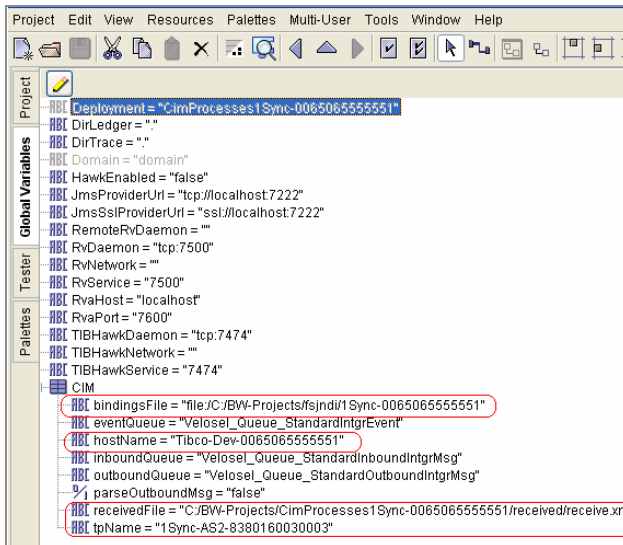 Project Edit View Resources Palettes Multi-User Tools Window Help
Project
Global Variables
Tester
Palettes
Deployment = "CimProcesses1Sync-0065065555551"
DirLedger = "."
DirTrace = "."
Domain = "domain"
HawkEnabled = "false"
JmsProviderUrl = "tcp://localhost:7222"
JmsSslProviderUrl = "ssl://localhost:7222"
RemoteRvDaemon = ""
RvDaemon = "tcp:7500"
RvNetwork = ""
RvService = "7500"
RvaHost = "localhost"
RvaPort = "7600"
TIBHawkDaemon = "tcp:7474"
TIBHawkNetwork = ""
TIBHawkService = "7474"
CIM
bindingsFile = "file:/C:/BW-Projects/fsjndi/1Sync-0065065555551"
eventQueue = "Velosel_Queue_StandardIntgrEvent"
hostName = "Tibco-Dev-0065065555551"
inboundQueue = "Velosel_Queue_StandardInboundIntgrMsg"
outboundQueue = "Velosel_Queue_StandardOutboundIntgrMsg"
parseOutboundMsg = "false"
receivedFile = "C:/BW-Projects/CimProcesses1Sync-0065065555551/received/receive.xm
tpName = "1Sync-AS2-8380160030003"